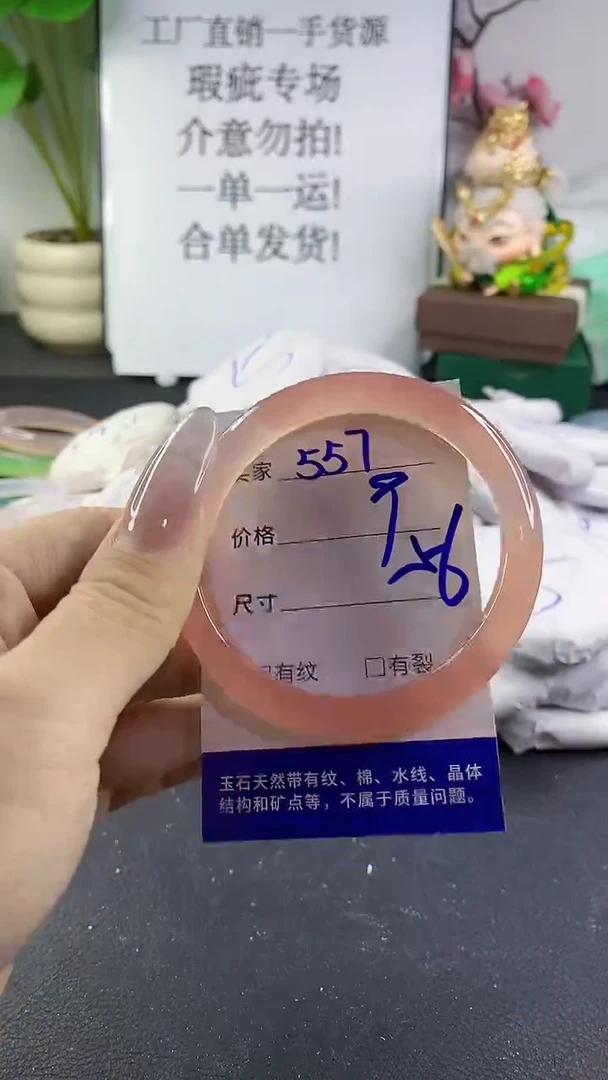 工厂直销一手货源
瑕疵专场
介意勿拍!
一单一运!
合单发货!
家 557
价格
尺寸 56
有纹 □有裂
玉石天然带有纹、棉、水线、晶体
结构和矿点等，不属于质量问题。